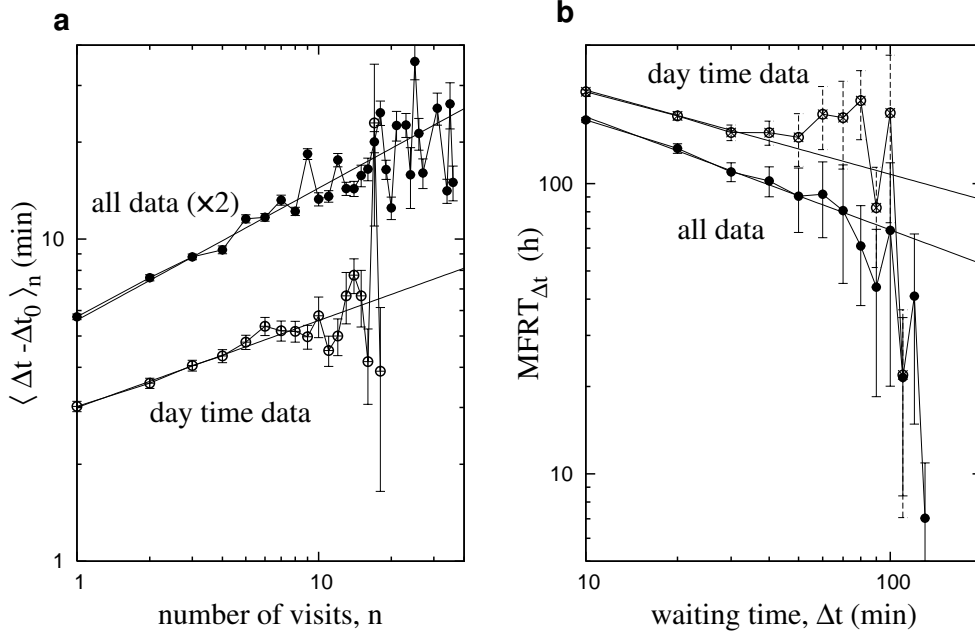 a
⟨ Δt -Δt₀ ⟩ₙ (min)
10
1
all data (×2)
day time data
1
10
number of visits, n
b
MFRT_Δt (h)
100
10
day time data
all data
10
100
waiting time, Δt (min)